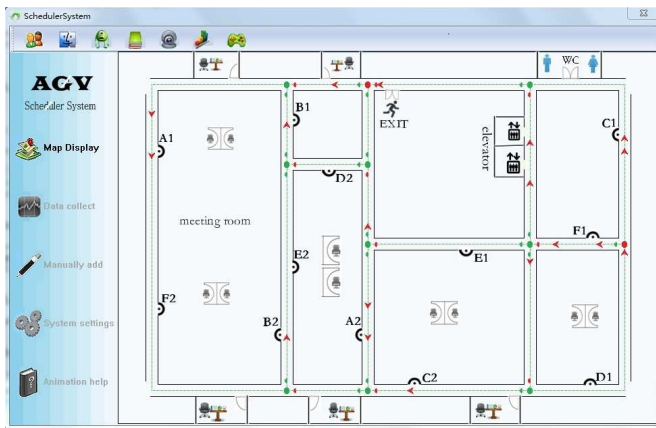 SchedulerSystem
AGV
Scheduler System
Map Display
Data collect
Manually add
System settings
Animation help
WC
B1
EXIT
C1
A1
elevator
D2
meeting room
F1
E2
E1
F2
B2
A2
C2
D1